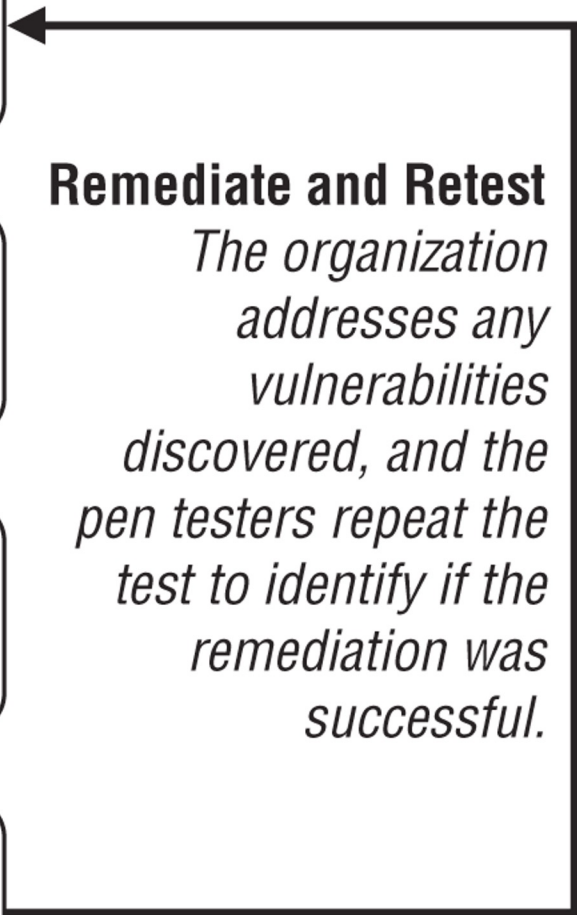 Remediate and Retest
The organization
addresses any
vulnerabilities
discovered, and the
pen testers repeat the
test to identify if the
remediation was
successful.